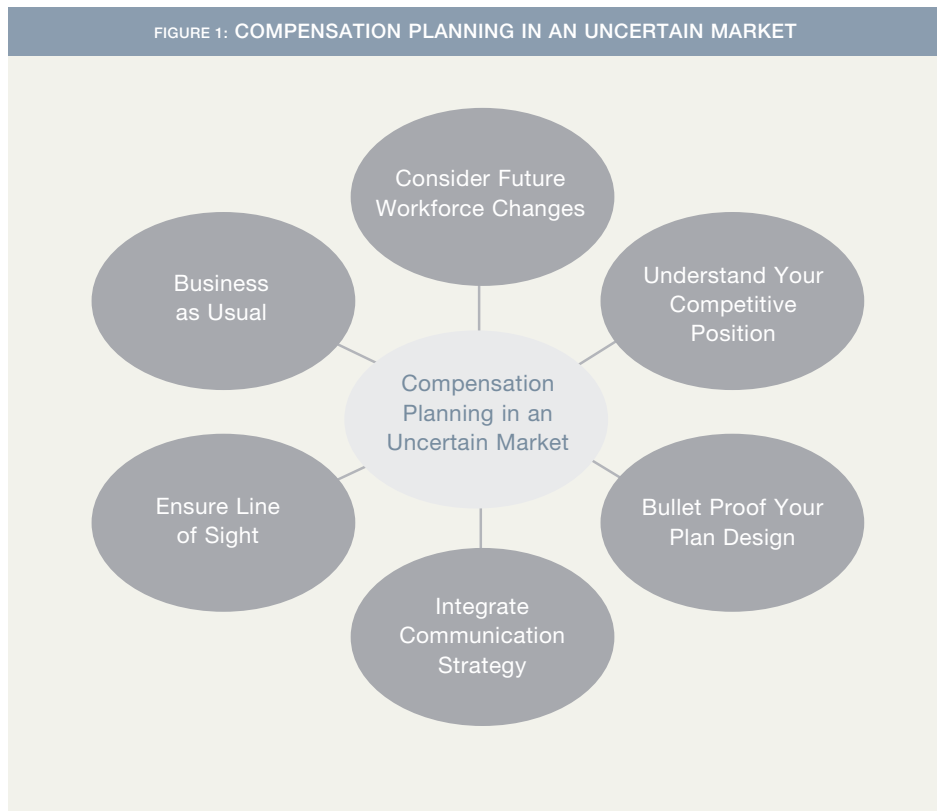 FIGURE 1: COMPENSATION PLANNING IN AN UNCERTAIN MARKET
Consider Future
Workforce Changes
Business
as Usual
Understand Your
Competitive
Position
Compensation
Planning in an
Uncertain Market
Ensure Line
of Sight
Bullet Proof Your
Plan Design
Integrate
Communication
Strategy